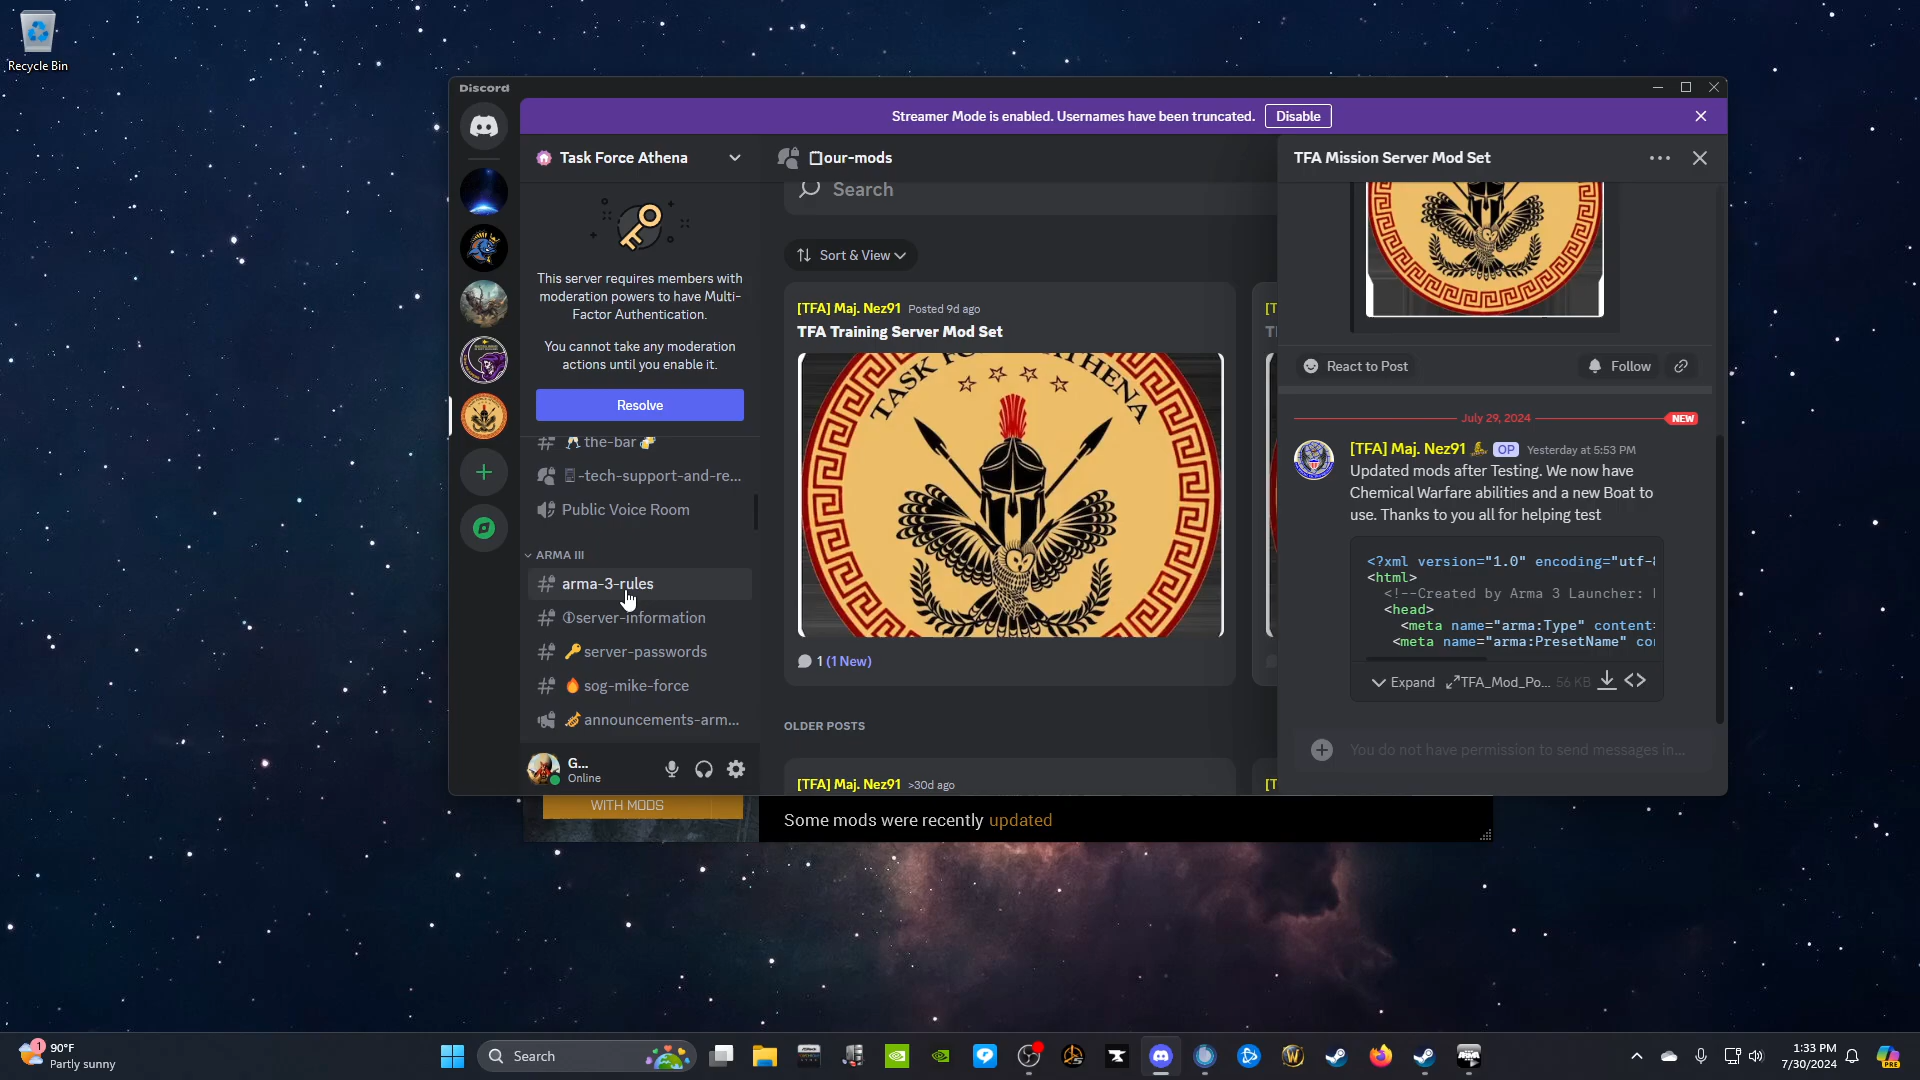 Recycle Bin
Discord
Streamer Mode is enabled. Usernames have been truncated.
Disable
Task Force Athena
our-mods
TFA Mission Server Mod Set
Search
This server requires members with
moderation powers to have Multi-
Factor Authentication.
You cannot take any moderation
actions until you enable it.
Resolve
the-bar
-tech-support-and-re...
Public Voice Room
ARMA III
arma-3-rules
server-information
server-passwords
sog-mike-force
announcements-arm...
G...
Online
Sort & View
[TFA] Maj. Nez91 Posted 9d ago
TFA Training Server Mod Set
TASK FORCE ATHENA
1 (1 New)
OLDER POSTS
[TFA] Maj. Nez91 >30d ago
[T
T
[T
React to Post
Follow
July 29, 2024
NEW
[TFA] Maj. Nez91 OP Yesterday at 5:53 PM
Updated mods after Testing. We now have
Chemical Warfare abilities and a new Boat to
use. Thanks to you all for helping test
<?xml version="1.0" encoding="utf-8
<html>
<!--Created by Arma 3 Launcher:
<head>
<meta name="arma:Type" content=
<meta name="arma:PresetName" co
Expand TFA_Mod_Po... 56 KB
You do not have permission to send messages in...
WITH MODS
Some mods were recently updated
1
90°F
Partly sunny
Search
1:33 PM
7/30/2024
PRE